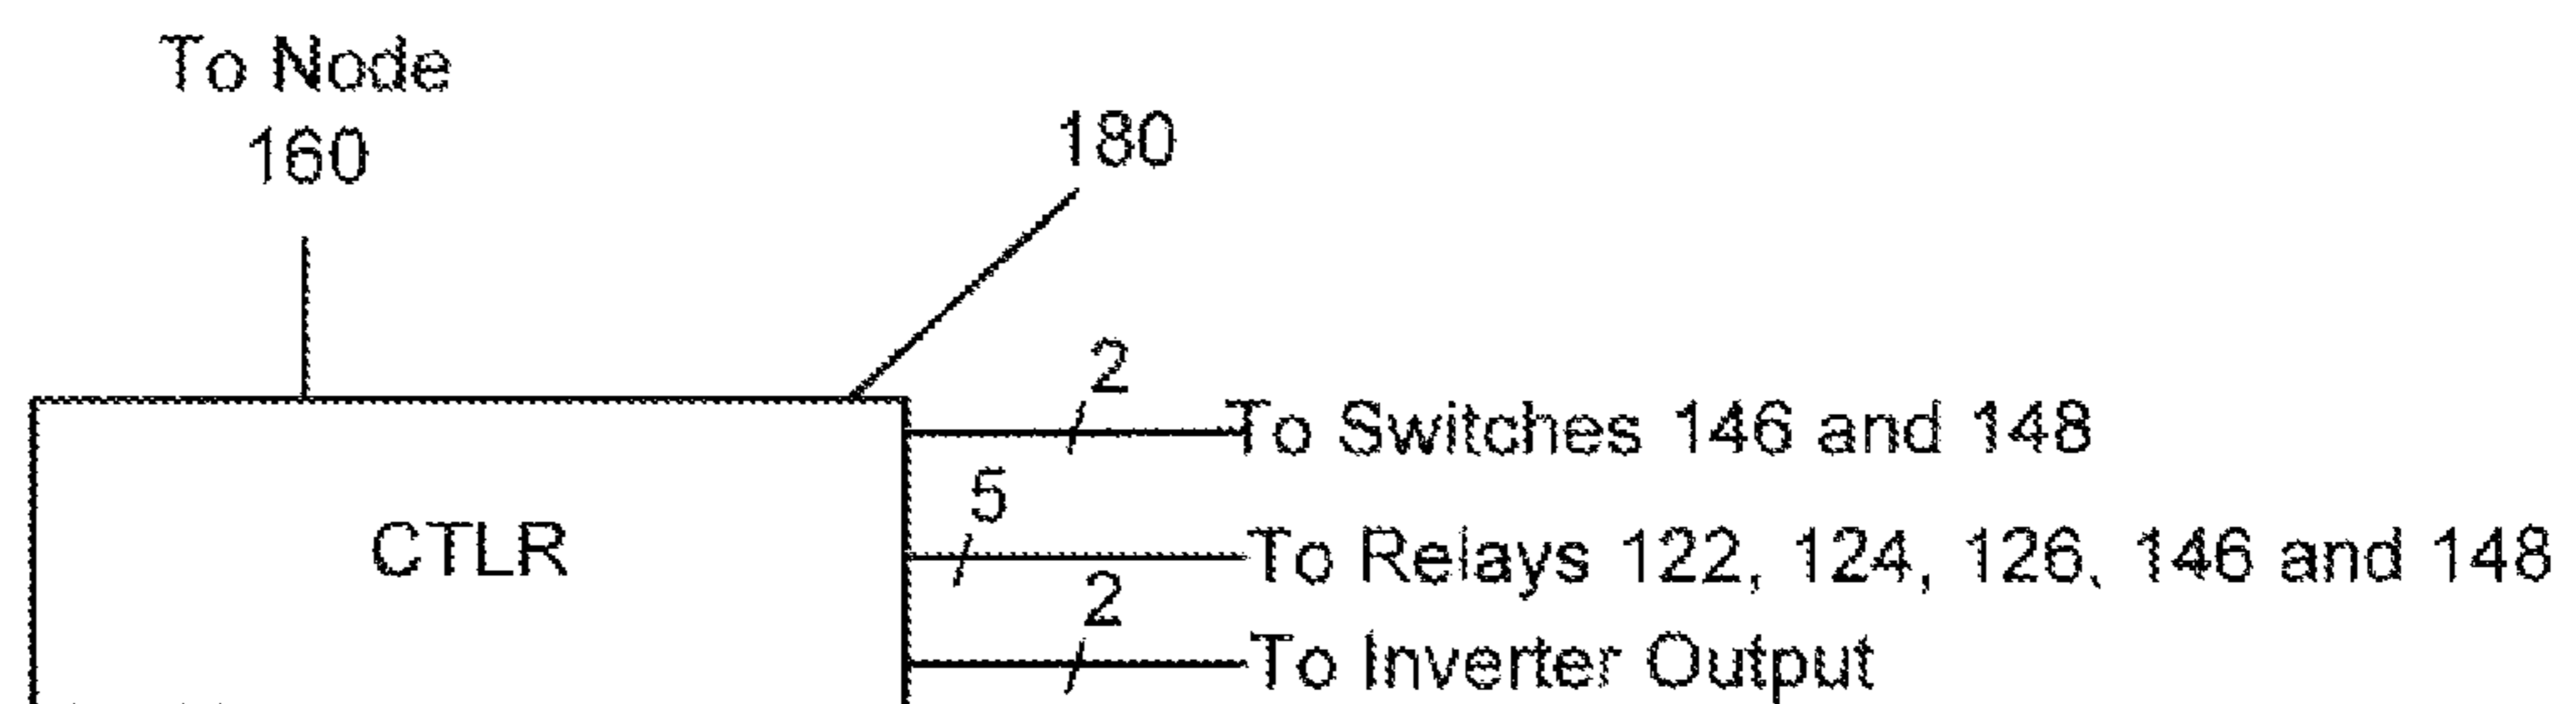 To Node
160
180
2
To Switches 146 and 148
5
CTLR
To Relays 122, 124, 126, 146 and 148
2
To Inverter Output